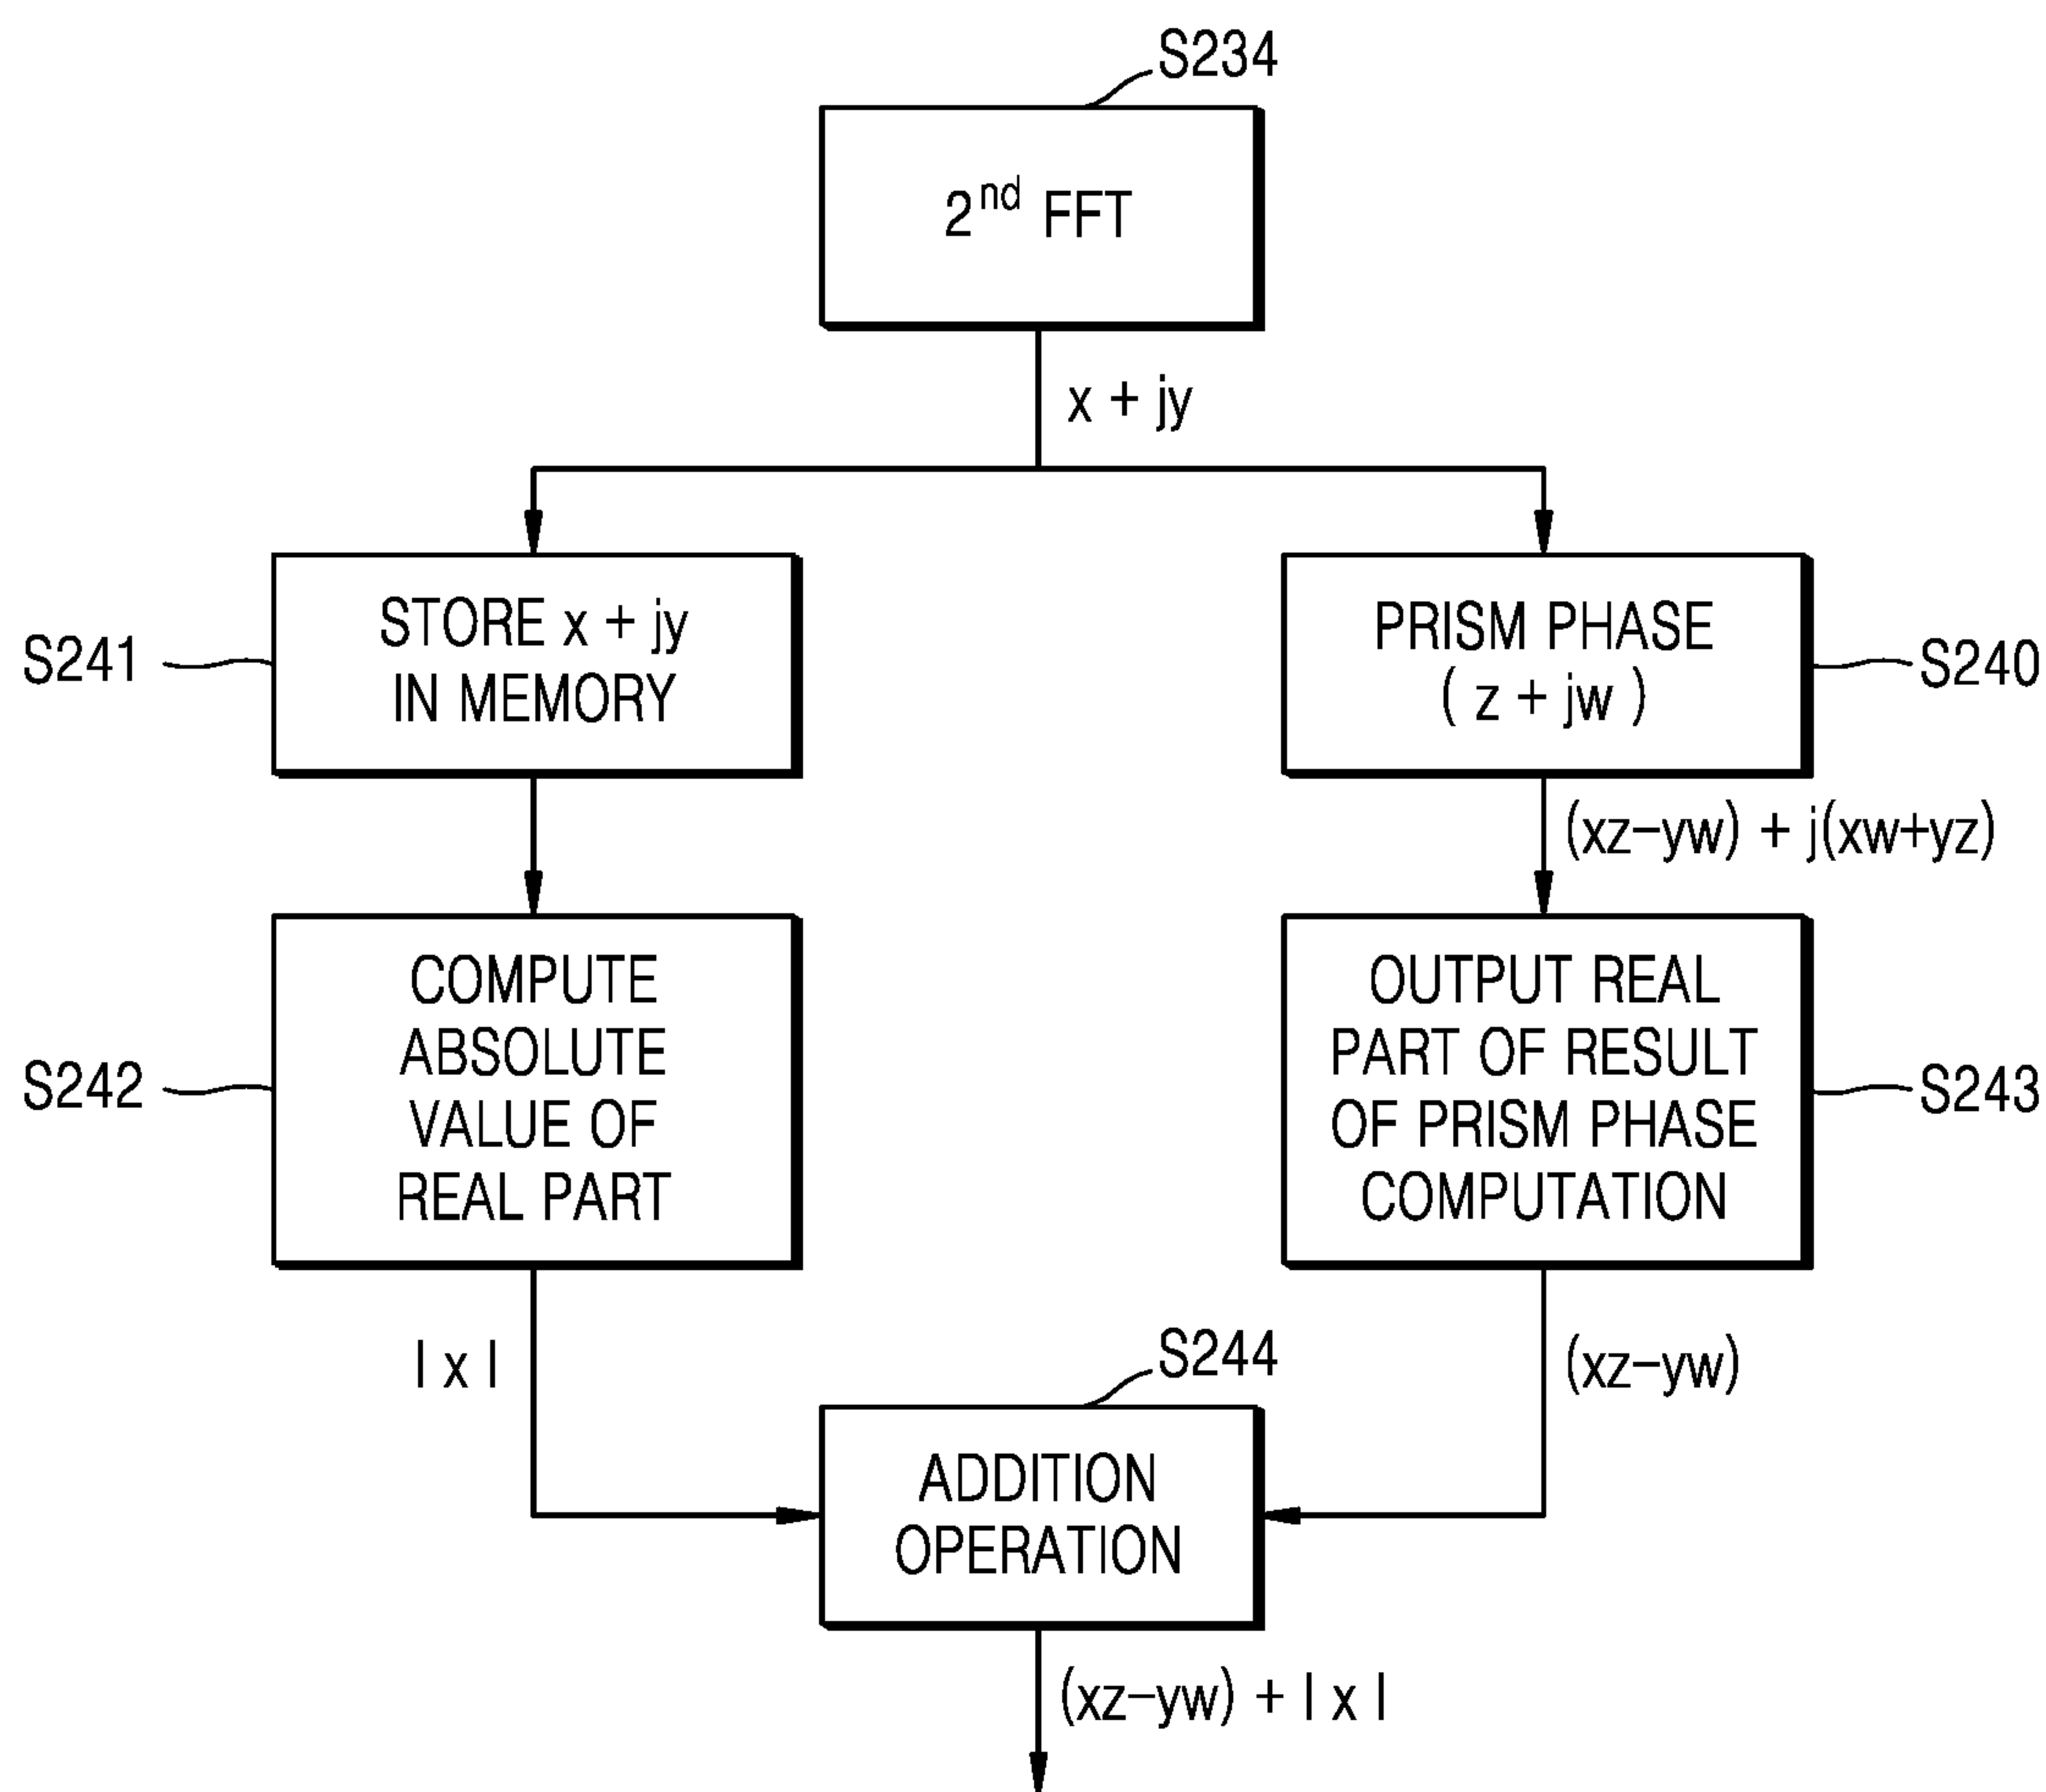 S234
2nd FFT
x + jy
S241
STORE x + jy
IN MEMORY
PRISM PHASE
( z + jw )
S240
(xz-yw) + j(xw+yz)
S242
COMPUTE
ABSOLUTE
VALUE OF
REAL PART
OUTPUT REAL
PART OF RESULT
OF PRISM PHASE
COMPUTATION
S243
| x |
S244
(xz-yw)
ADDITION
OPERATION
(xz-yw) + | x |